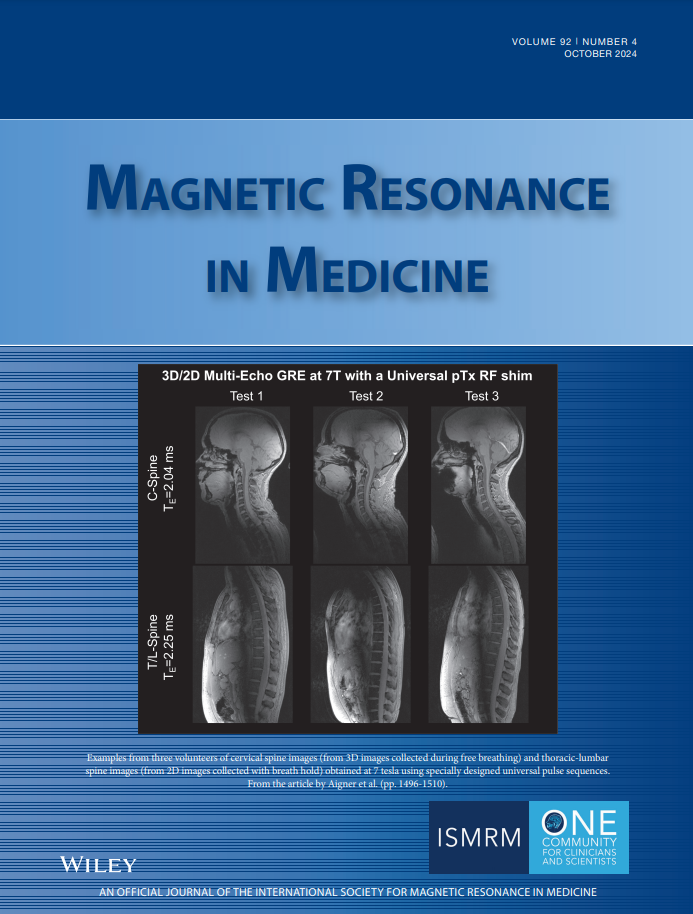 VOLUME 92 | NUMBER 4
OCTOBER 2024
MAGNETIC RESONANCE
IN MEDICINE
3D/2D Multi-Echo GRE at 7T with a Universal pTx RF shim
Test 1 Test 2 Test 3
C-Spine
TE=2.04 ms
T/L-Spine
TE=2.25 ms
Examples from three volunteers of cervical spine images (from 3D images collected during free breathing) and thoracic-lumbar
spine images (from 2D images collected with breath hold) obtained at 7 tesla using specially designed universal pulse sequences.
From the article by Aigner et al. (pp. 1496-1510).
ISMRM
ONE
COMMUNITY
FOR CLINICIANS
AND SCIENTISTS
WILEY
AN OFFICIAL JOURNAL OF THE INTERNATIONAL SOCIETY FOR MAGNETIC RESONANCE IN MEDICINE